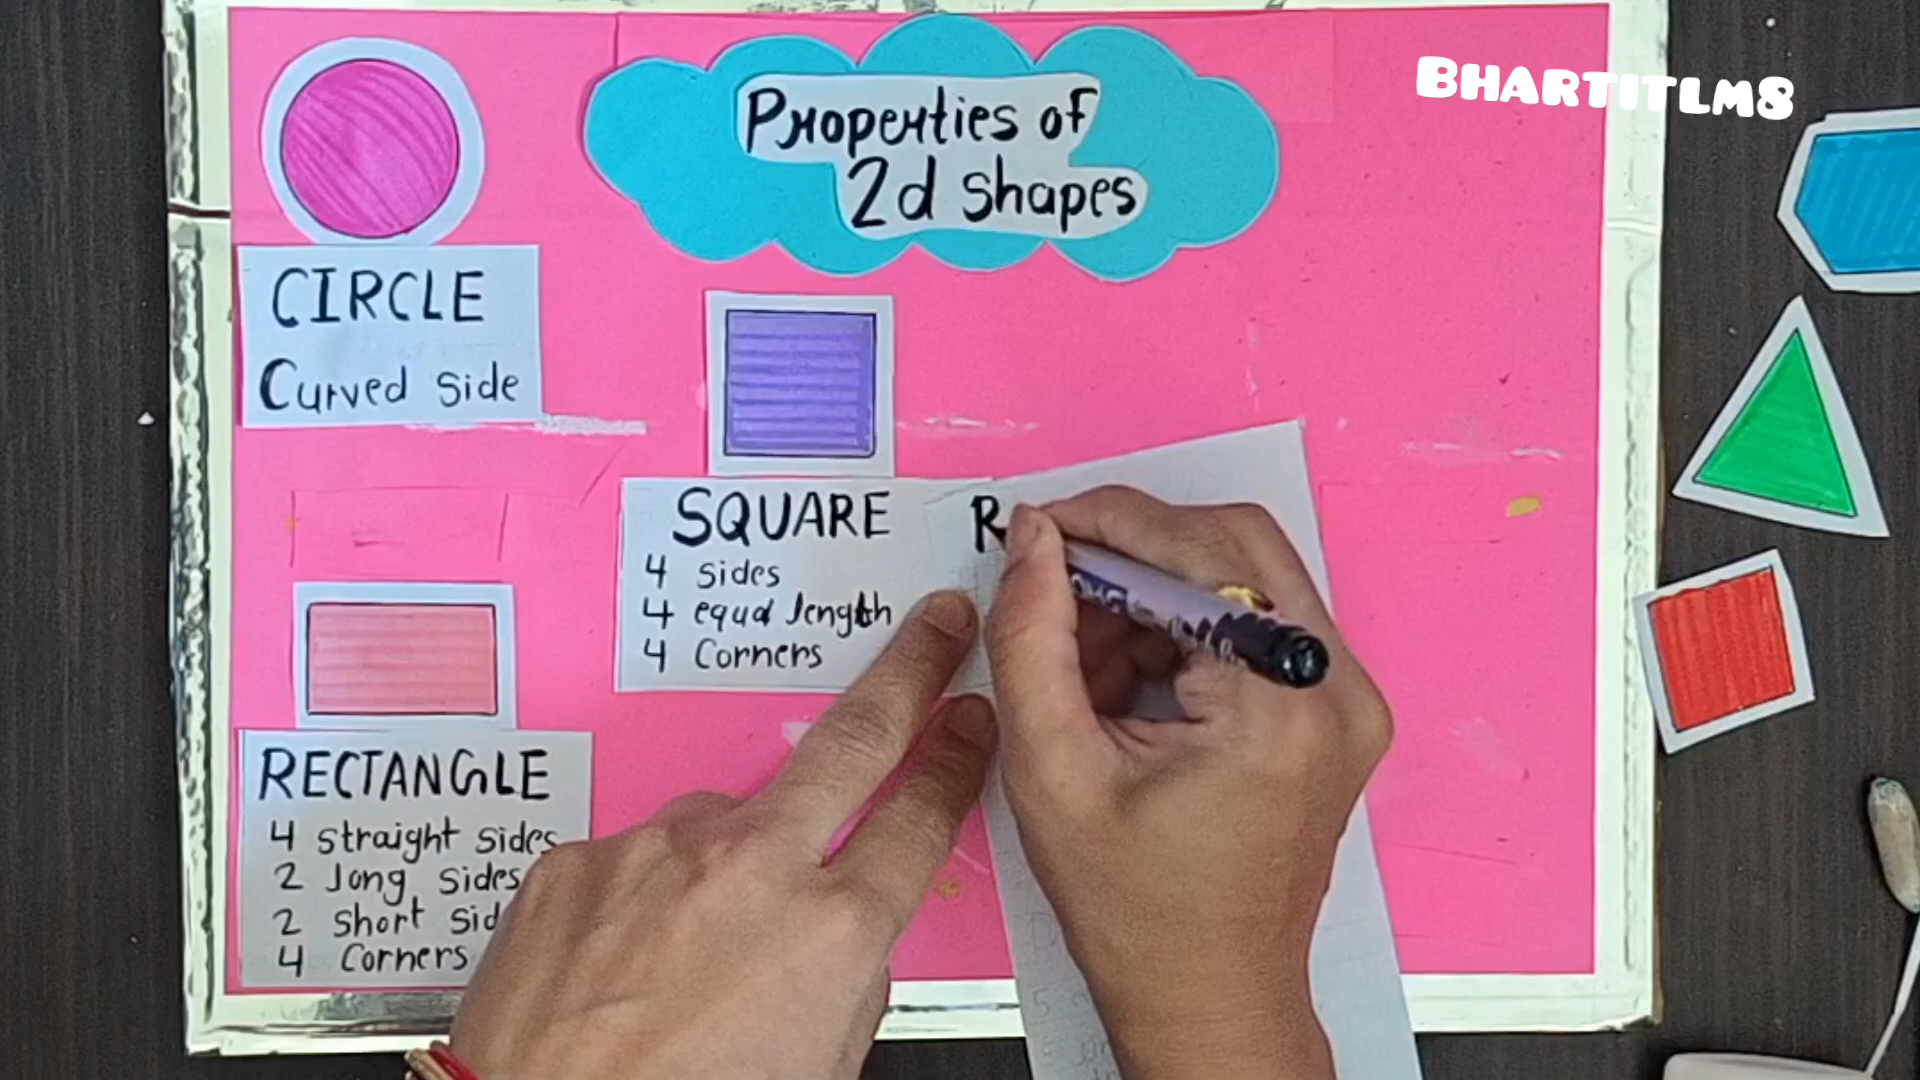 BHARTITLM8
Properties of
2d shapes
CIRCLE
Curved side
SQUARE
4 sides
4 equal length
4 Corners
R
RECTANGLE
4 straight sides
2 long sides
2 short sid
4 Corners